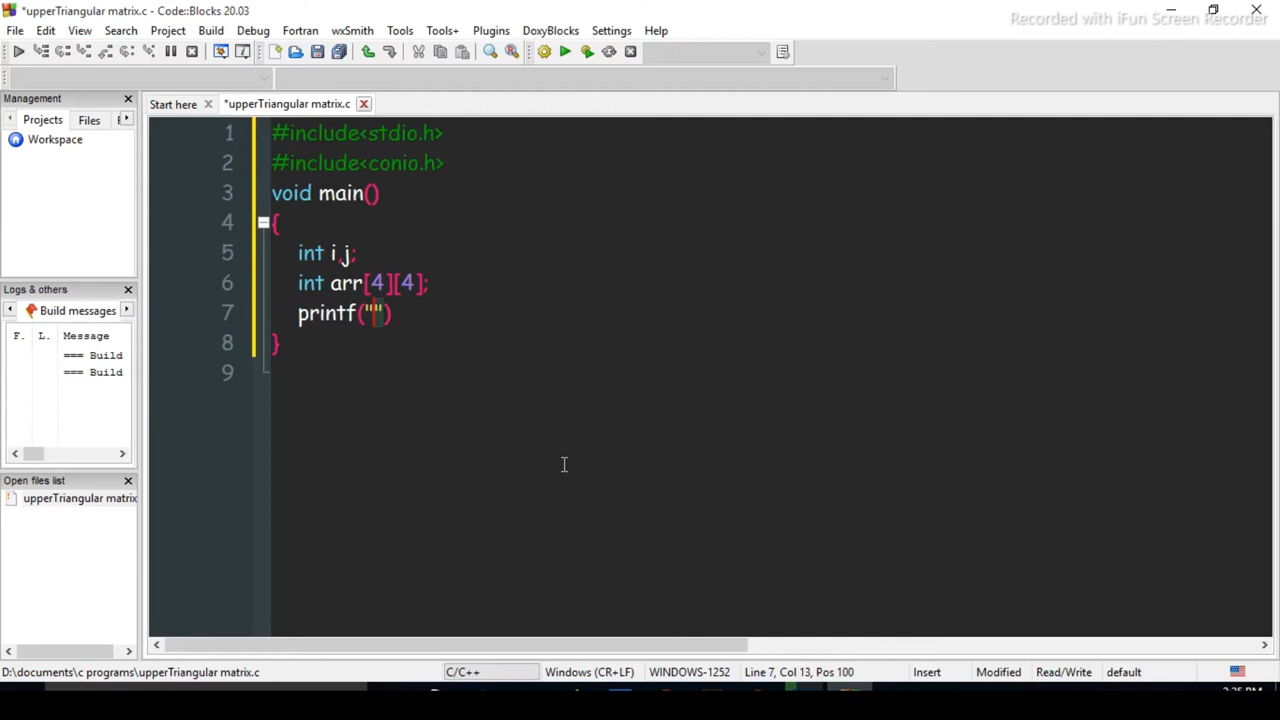 *upperTriangular matrix.c - Code::Blocks 20.03
Recorded with iFun Screen Recorder
File Edit View Search Project Build Debug Fortran wxSmith Tools Tools+ Plugins DoxyBlocks Settings Help
Management
Projects Files
Workspace
Start here *upperTriangular matrix.c
1 #include<stdio.h>
2 #include<conio.h>
3 void main()
4 {
5 int i,j;
6 int arr[4][4];
7 printf("")
8 }
9
Logs & others
Build messages
F. L. Message
=== Build
=== Build
Open files list
upperTriangular matrix
D:\documents\c programs\upperTriangular matrix.c C/C++ Windows (CR+LF) WINDOWS-1252 Line 7, Col 13, Pos 100 Insert Modified Read/Write default